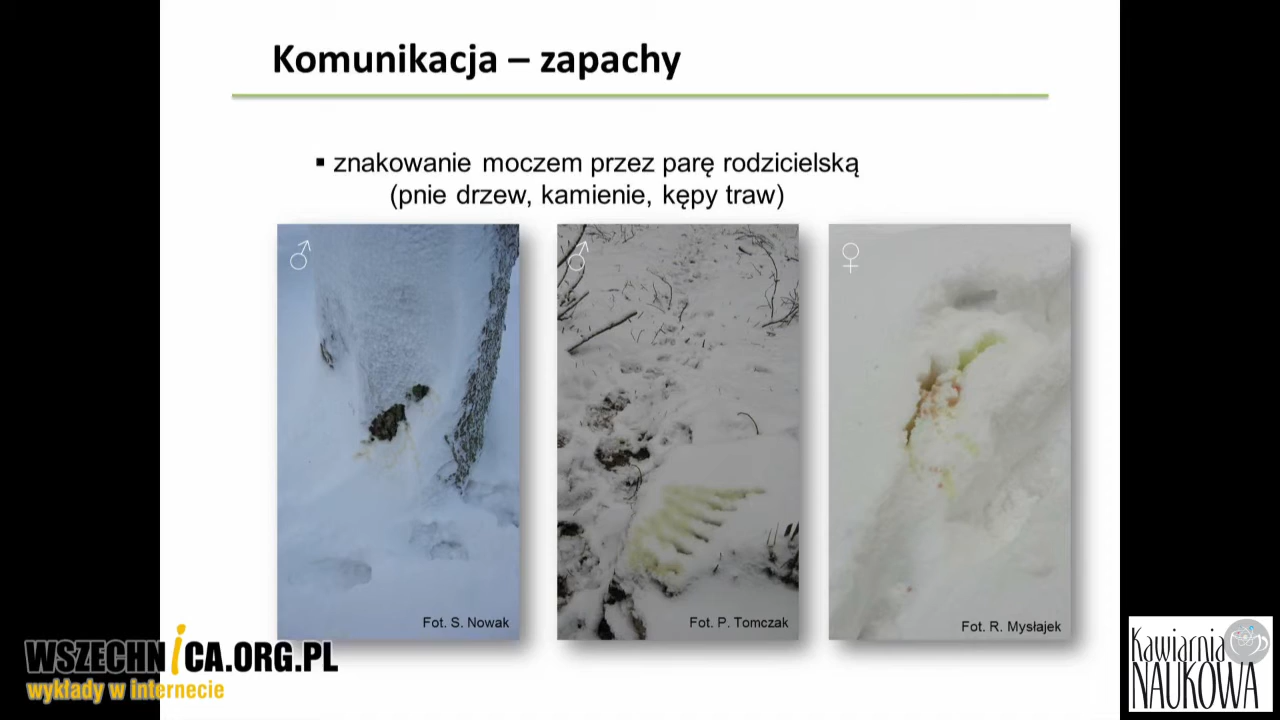 Komunikacja – zapachy
▪ znakowanie moczem przez parę rodzicielską
(pnie drzew, kamienie, kępy traw)
♂
♂
♀
Fot. S. Nowak
Fot. P. Tomczak
Fot. R. Mysłajek
WSZECHNiCA.ORG.PL
wykłady w internecie
Kawiarnia
NAUKOWA